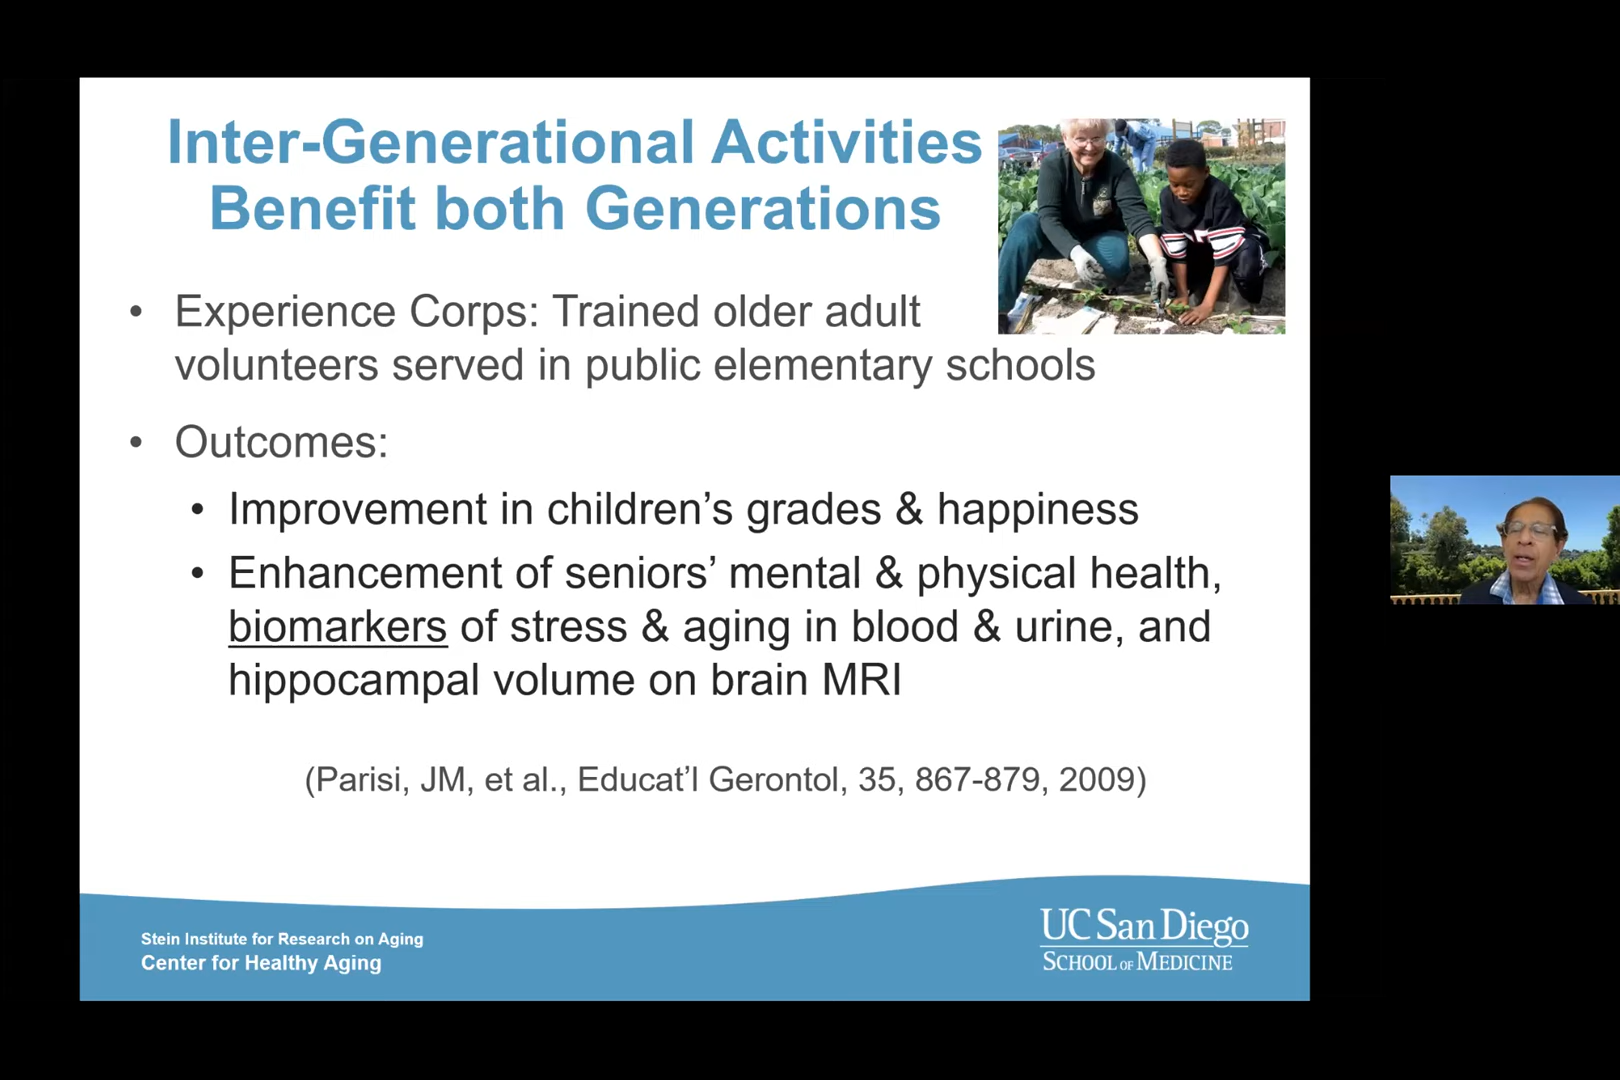 Inter-Generational Activities
Benefit both Generations
• Experience Corps: Trained older adult
volunteers served in public elementary schools
• Outcomes:
• Improvement in children’s grades & happiness
• Enhancement of seniors’ mental & physical health,
biomarkers of stress & aging in blood & urine, and
hippocampal volume on brain MRI
(Parisi, JM, et al., Educat’l Gerontol, 35, 867-879, 2009)
Stein Institute for Research on Aging
Center for Healthy Aging
UC San Diego
SCHOOL OF MEDICINE